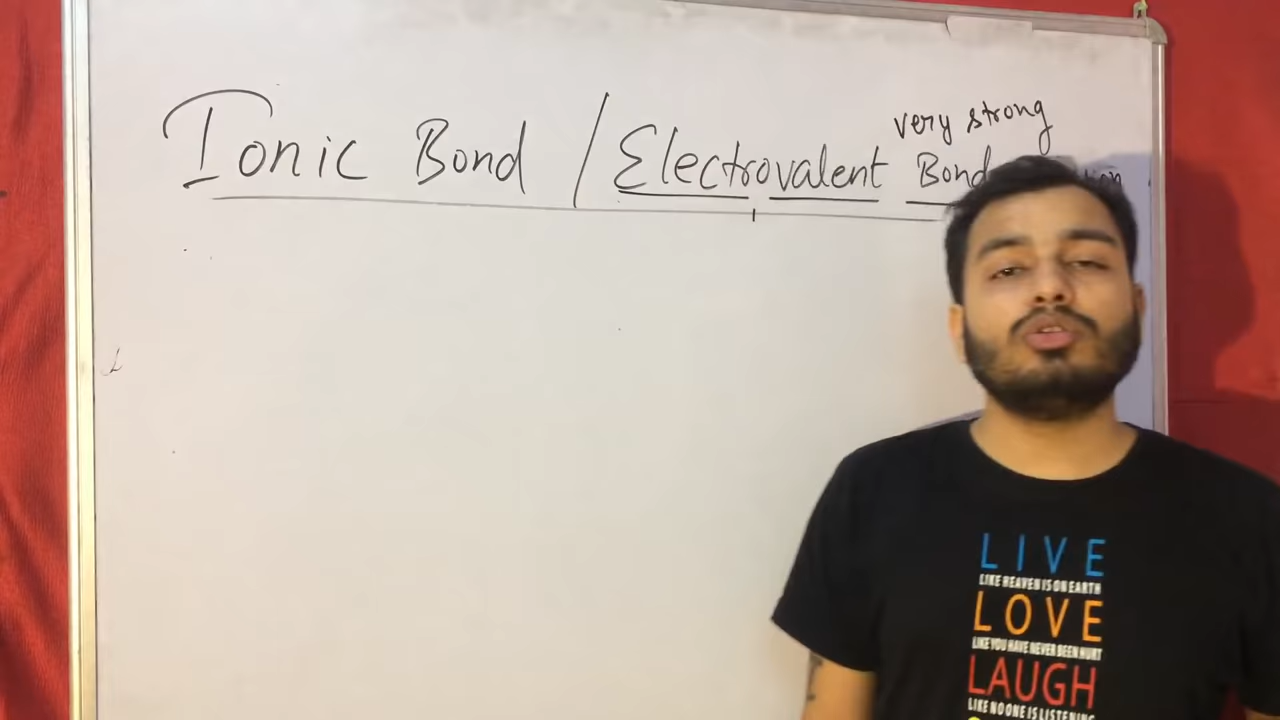 very strong
Ionic Bond / Electrovalent Bond
LIVE
LIKE HEAVEN IS ON EARTH
LOVE
LIKE YOU HAVE NEVER BEEN HURT
LAUGH
LIKE NO ONE IS LISTENING